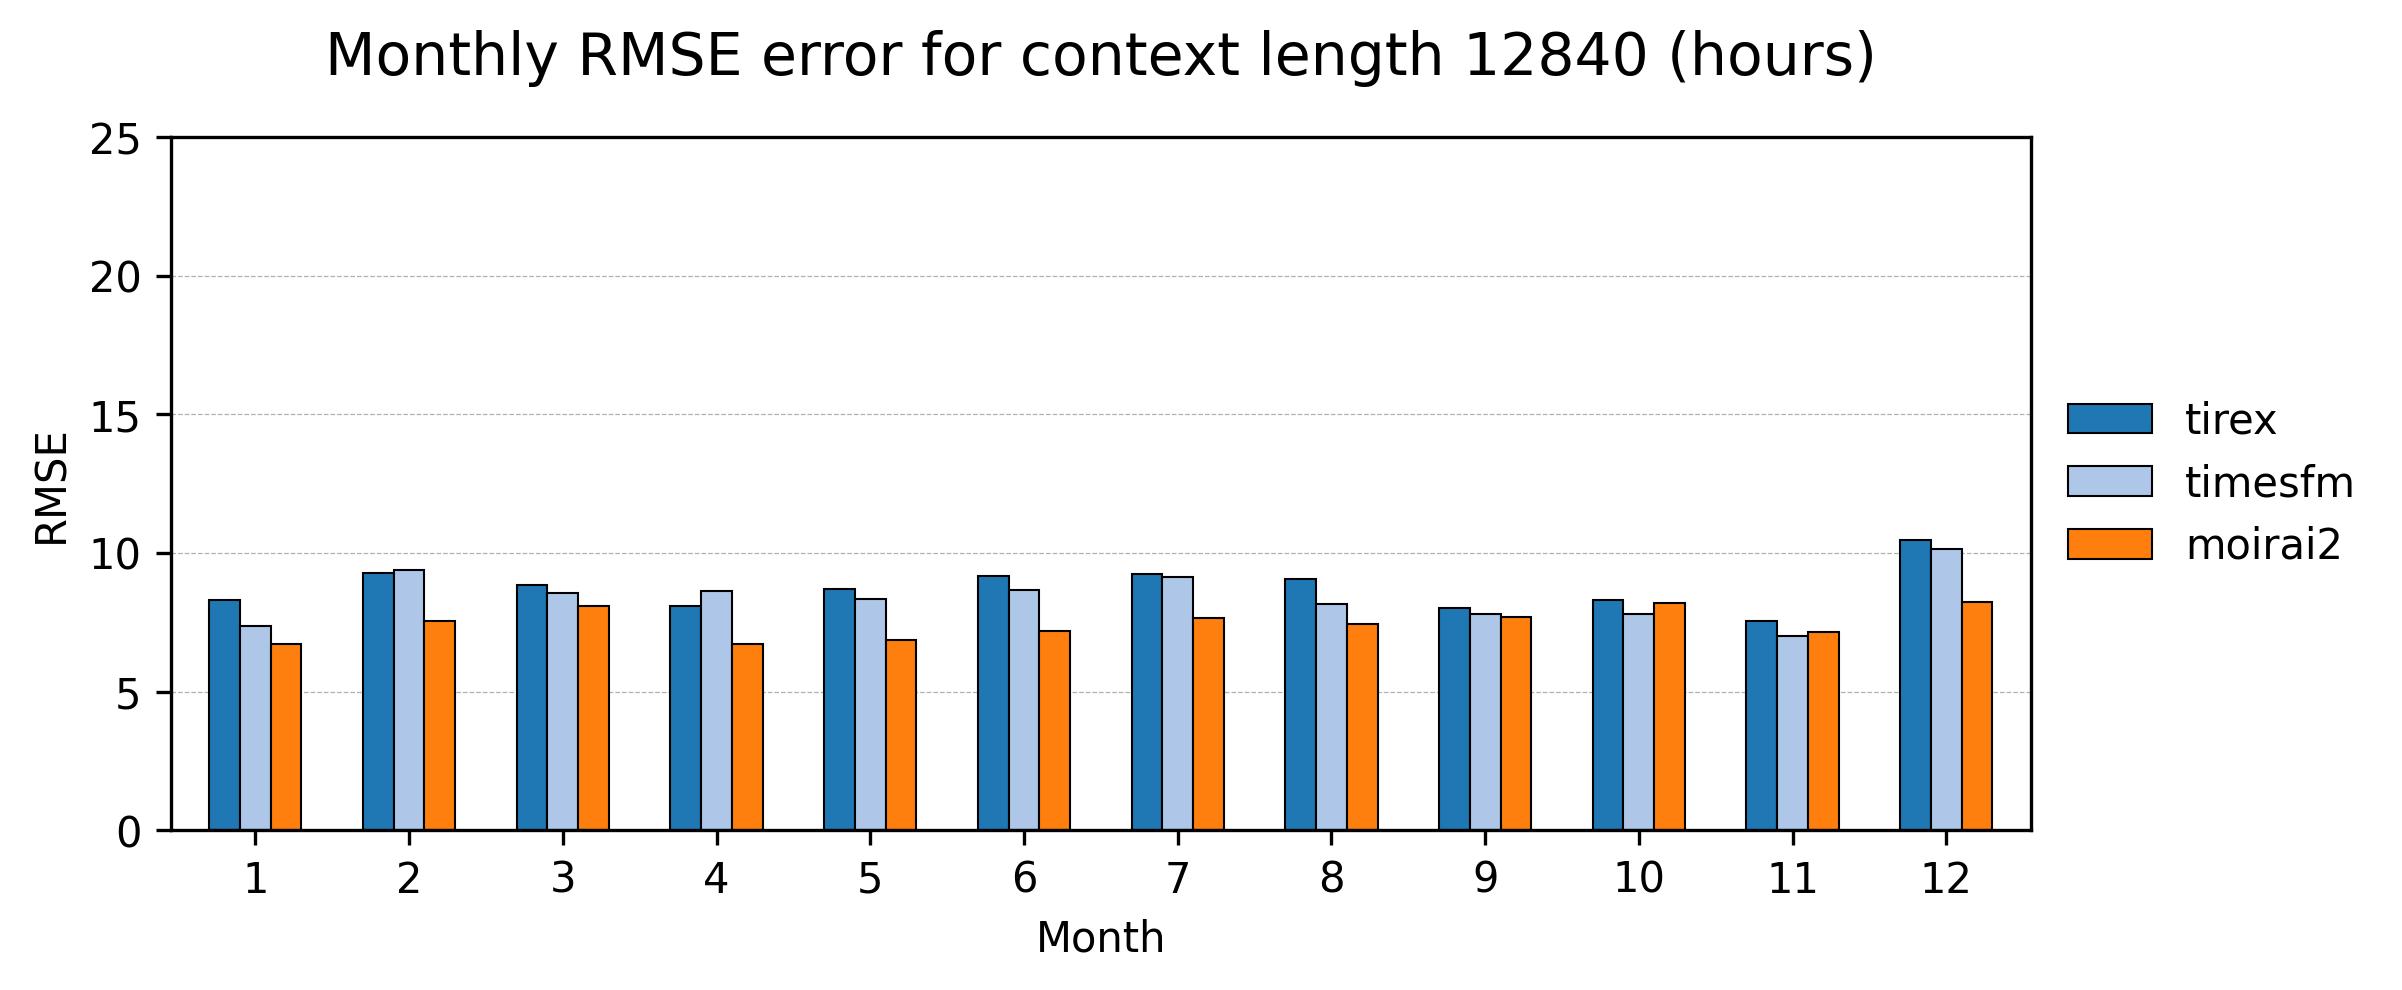 Monthly RMSE error for context length 12840 (hours)
25
20
15
10
5
0
RMSE
1 2 3 4 5 6 7 8 9 10 11 12
Month
tirex
timesfm
moirai2